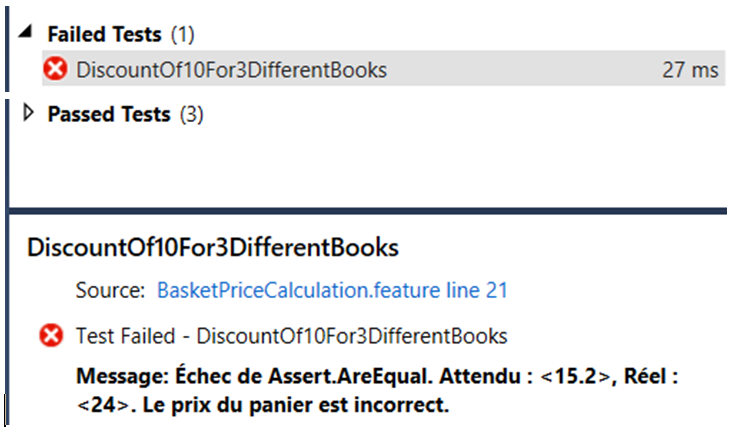 Failed Tests (1)
DiscountOf10For3DifferentBooks 27 ms
Passed Tests (3)
DiscountOf10For3DifferentBooks
Source: BasketPriceCalculation.feature line 21
Test Failed - DiscountOf10For3DifferentBooks
Message: Échec de Assert.AreEqual. Attendu : <15.2>, Réel :
<24>. Le prix du panier est incorrect.